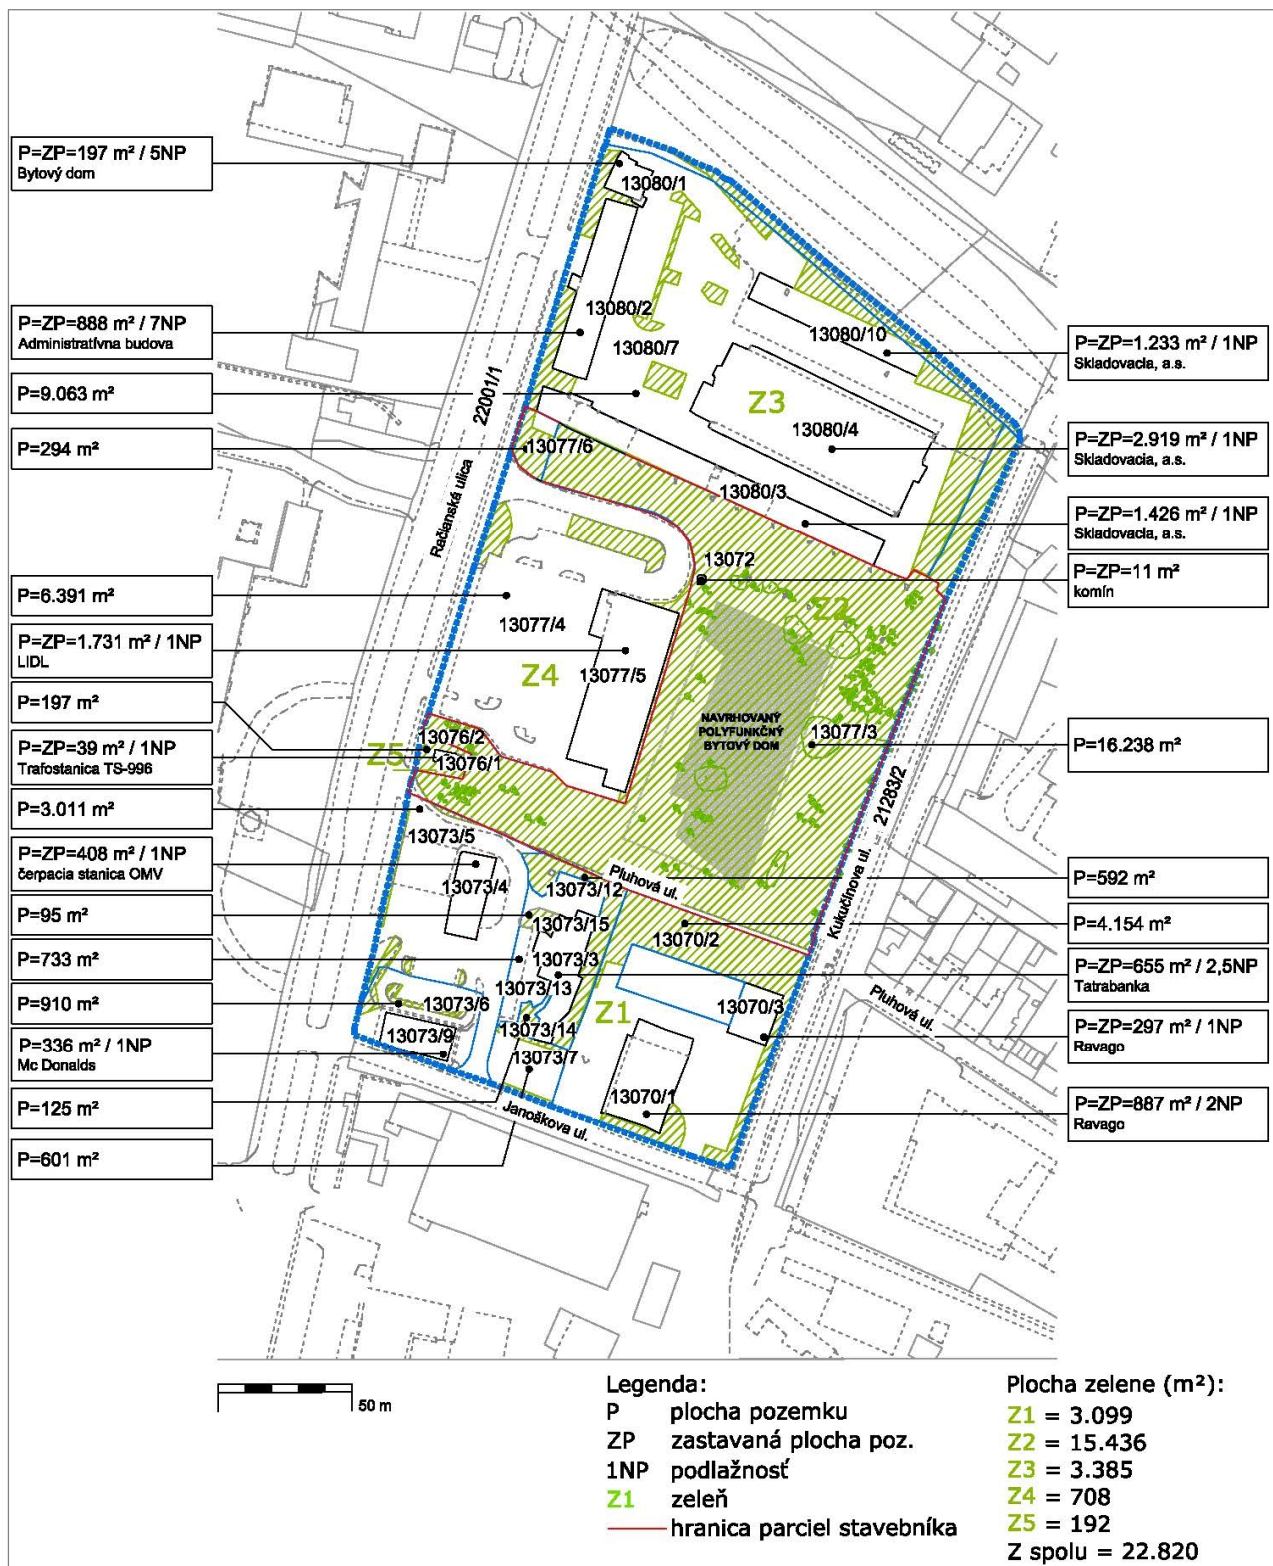 P=ZP=197 m² / 5NP
Bytový dom
P=ZP=888 m² / 7NP
Administratívna budova
P=9.063 m²
P=294 m²
P=6.391 m²
P=ZP=1.731 m² / 1NP
LIDL
P=197 m²
P=ZP=39 m² / 1NP
Trafostanica TS-996
P=3.011 m²
P=ZP=408 m² / 1NP
čerpacia stanica OMV
P=95 m²
P=733 m²
P=910 m²
P=336 m² / 1NP
Mc Donalds
P=125 m²
P=601 m²
13080/1
13080/2
13080/7
13080/10
Z3
13080/4
22001/1
13077/6
13080/3
Račianska ulica
13072
Z2
13077/4
13077/5
Z4
NAVRHOVANÝ
POLYFUNKČNÝ
BYTOVÝ DOM
13077/3
13076/2
Z5
13076/1
21283/2
13073/5
Pluhová ul.
13073/4
13073/12
Kukučínova ul.
13073/15
13070/2
13073/3
13073/13
Pluhová ul.
13073/6
Z1
13070/3
13073/14
13073/9
13073/7
13070/1
Janoškova ul.
P=ZP=1.233 m² / 1NP
Skladovacia, a.s.
P=ZP=2.919 m² / 1NP
Skladovacia, a.s.
P=ZP=1.426 m² / 1NP
Skladovacia, a.s.
P=ZP=11 m²
komín
P=16.238 m²
P=592 m²
P=4.154 m²
P=ZP=655 m² / 2,5NP
Tatrabanka
P=ZP=297 m² / 1NP
Ravago
P=ZP=887 m² / 2NP
Ravago
50 m
Legenda:
P plocha pozemku
ZP zastavaná plocha poz.
1NP podlažnosť
Z1 zeleň
hranica parciel stavebníka
Plocha zelene (m²):
Z1 = 3.099
Z2 = 15.436
Z3 = 3.385
Z4 = 708
Z5 = 192
Z spolu = 22.820